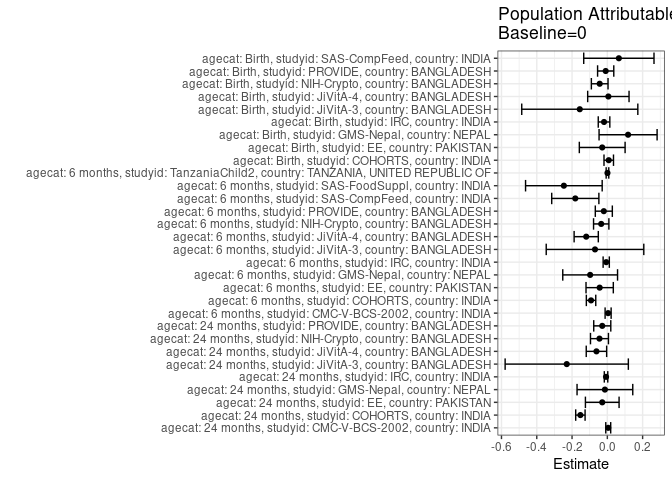 Population Attributable
Baseline=0
agecat: Birth, studyid: SAS-CompFeed, country: INDIA
agecat: Birth, studyid: PROVIDE, country: BANGLADESH
agecat: Birth, studyid: NIH-Crypto, country: BANGLADESH
agecat: Birth, studyid: JiVitA-4, country: BANGLADESH
agecat: Birth, studyid: JiVitA-3, country: BANGLADESH
agecat: Birth, studyid: IRC, country: INDIA
agecat: Birth, studyid: GMS-Nepal, country: NEPAL
agecat: Birth, studyid: EE, country: PAKISTAN
agecat: Birth, studyid: COHORTS, country: INDIA
agecat: 6 months, studyid: TanzaniaChild2, country: TANZANIA, UNITED REPUBLIC OF
agecat: 6 months, studyid: SAS-FoodSuppl, country: INDIA
agecat: 6 months, studyid: SAS-CompFeed, country: INDIA
agecat: 6 months, studyid: PROVIDE, country: BANGLADESH
agecat: 6 months, studyid: NIH-Crypto, country: BANGLADESH
agecat: 6 months, studyid: JiVitA-4, country: BANGLADESH
agecat: 6 months, studyid: JiVitA-3, country: BANGLADESH
agecat: 6 months, studyid: IRC, country: INDIA
agecat: 6 months, studyid: GMS-Nepal, country: NEPAL
agecat: 6 months, studyid: EE, country: PAKISTAN
agecat: 6 months, studyid: COHORTS, country: INDIA
agecat: 6 months, studyid: CMC-V-BCS-2002, country: INDIA
agecat: 24 months, studyid: PROVIDE, country: BANGLADESH
agecat: 24 months, studyid: NIH-Crypto, country: BANGLADESH
agecat: 24 months, studyid: JiVitA-4, country: BANGLADESH
agecat: 24 months, studyid: JiVitA-3, country: BANGLADESH
agecat: 24 months, studyid: IRC, country: INDIA
agecat: 24 months, studyid: GMS-Nepal, country: NEPAL
agecat: 24 months, studyid: EE, country: PAKISTAN
agecat: 24 months, studyid: COHORTS, country: INDIA
agecat: 24 months, studyid: CMC-V-BCS-2002, country: INDIA
-0.6 -0.4 -0.2 0.0 0.2
Estimate